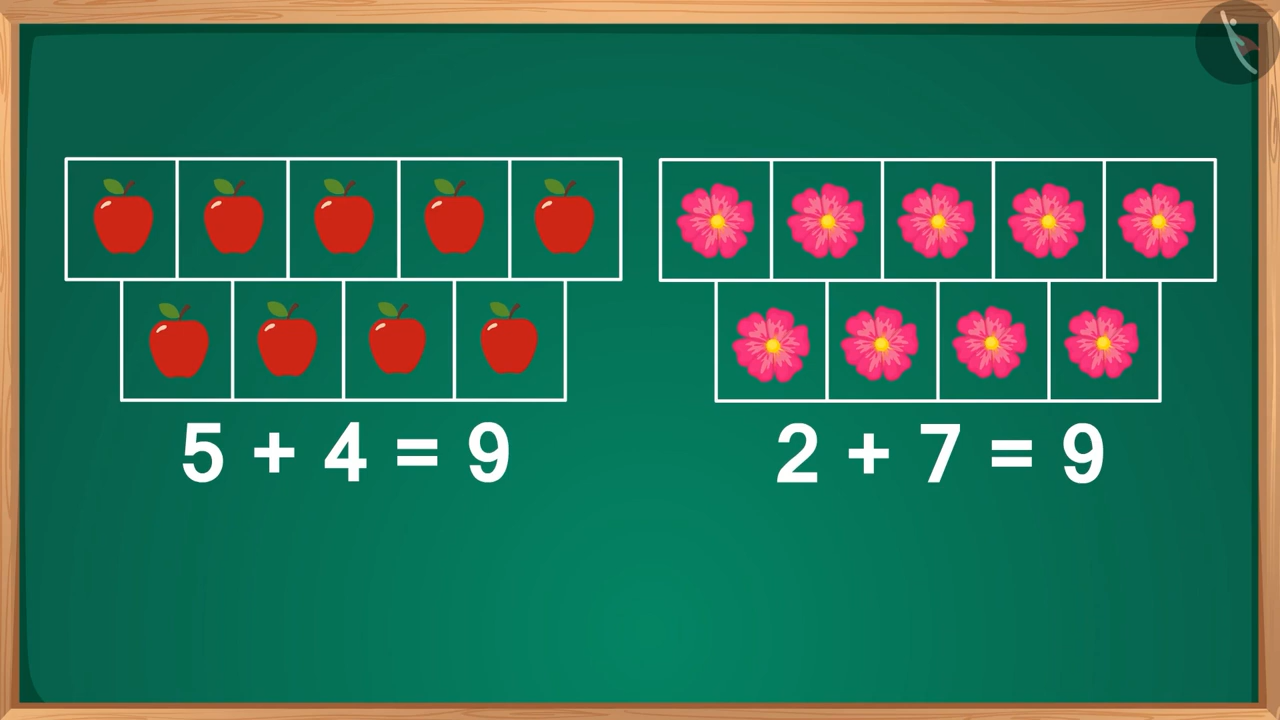 5 + 4 = 9
2 + 7 = 9